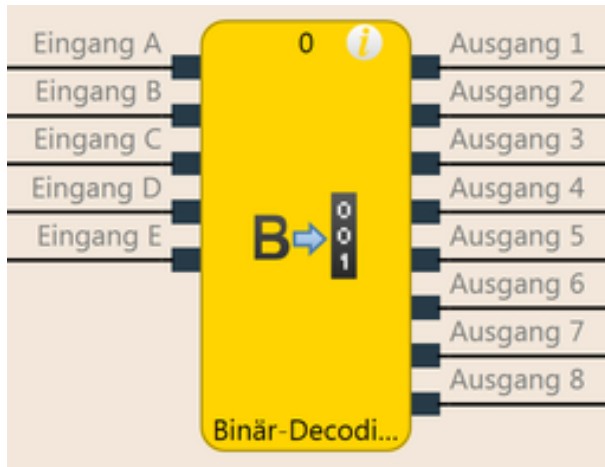 Eingang A
Eingang B
Eingang C
Eingang D
Eingang E
0
i
B
0
0
1
Binär-Decodi...
Ausgang 1
Ausgang 2
Ausgang 3
Ausgang 4
Ausgang 5
Ausgang 6
Ausgang 7
Ausgang 8